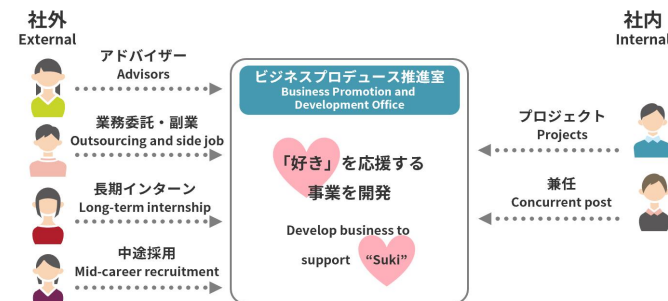 社外
External
アドバイザー
Advisors
業務委託・副業
Outsourcing and side job
長期インターン
Long-term internship
中途採用
Mid-career recruitment
ビジネスプロデュース推進室
Business Promotion and
Development Office
「好き」を応援する
事業を開発
Develop business to
support “Suki”
社内
Internal
プロジェクト
Projects
兼任
Concurrent post